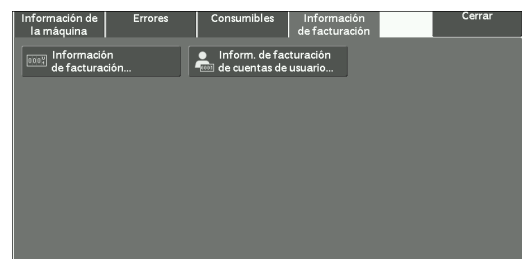 Información de
la máquina
Errores
Consumibles
Información
de facturación
Cerrar
Información
de facturación...
Inform. de facturación
de cuentas de usuario...